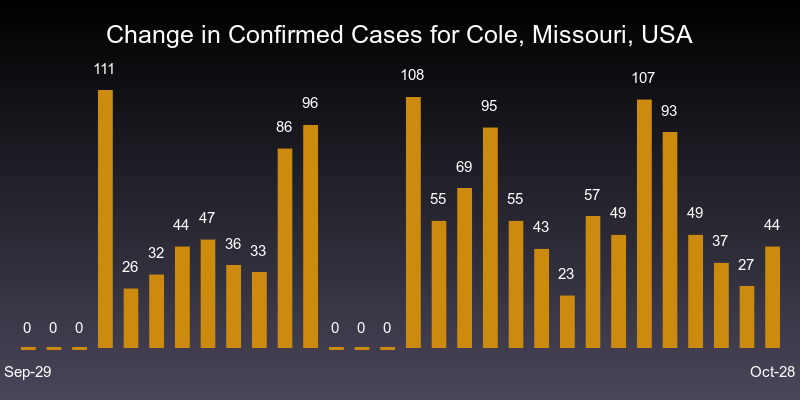 Change in Confirmed Cases for Cole, Missouri, USA
0 0 0 111 26 32 44 47 36 33 86 96 0 0 0 108 55 69 95 55 43 23 57 49 107 93 49 37 27 44
Sep-29 Oct-28